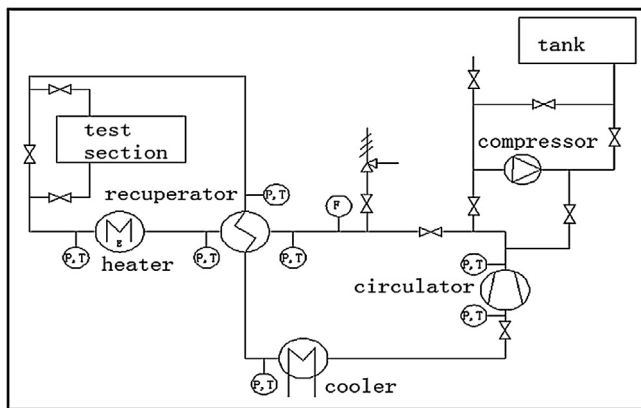 tank
test
section
compressor
recuperator
P,T
F
P,T
P,T
P,T
E
heater
P,T
circulator
P,T
P,T
cooler